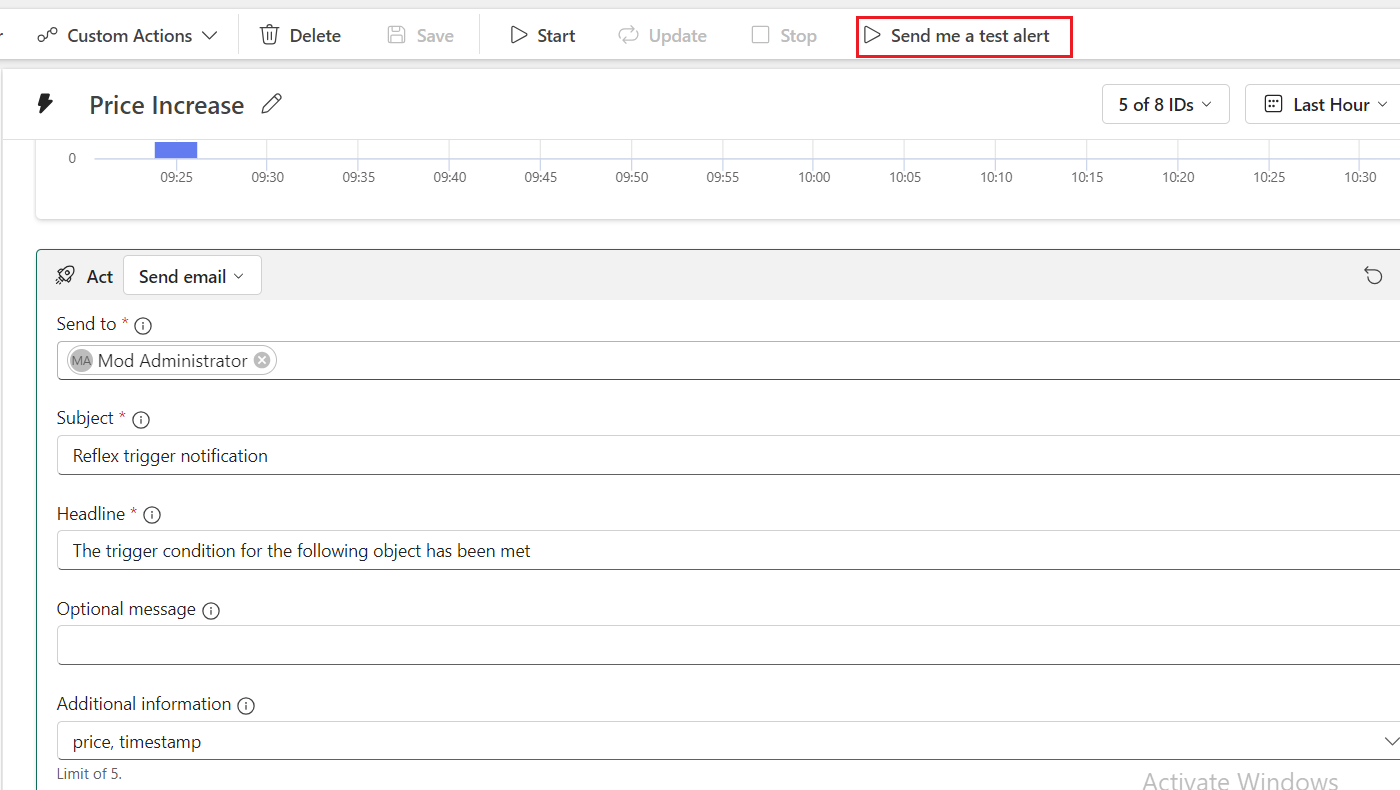 Custom Actions Delete Save Start Update Stop Send me a test alert
Price Increase 5 of 8 IDs Last Hour
0
09:25 09:30 09:35 09:40 09:45 09:50 09:55 10:00 10:05 10:10 10:15 10:20 10:25 10:30
Act Send email
Send to *
MA Mod Administrator
Subject *
Reflex trigger notification
Headline *
The trigger condition for the following object has been met
Optional message
Additional information
price, timestamp
Limit of 5.
Activate Windows